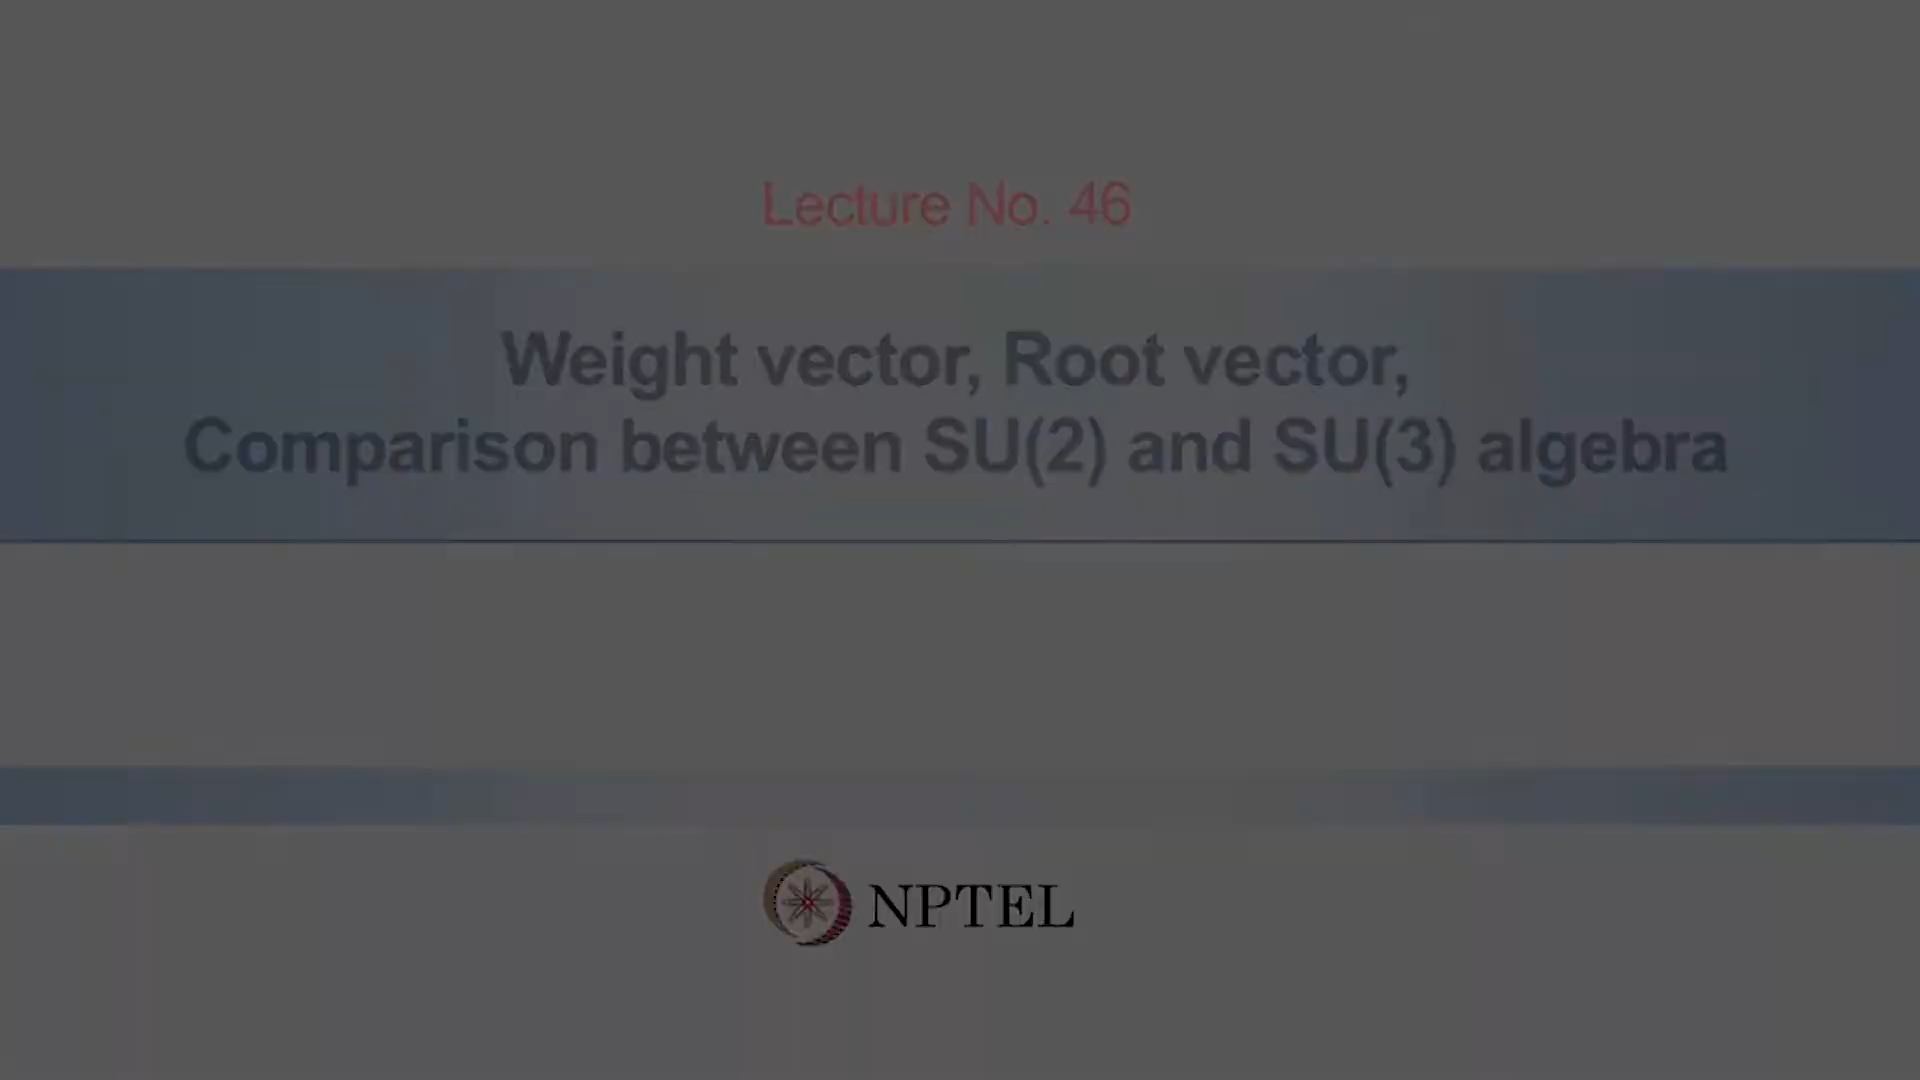 Lecture No. 46
Weight vector, Root vector,
Comparison between SU(2) and SU(3) algebra
NPTEL